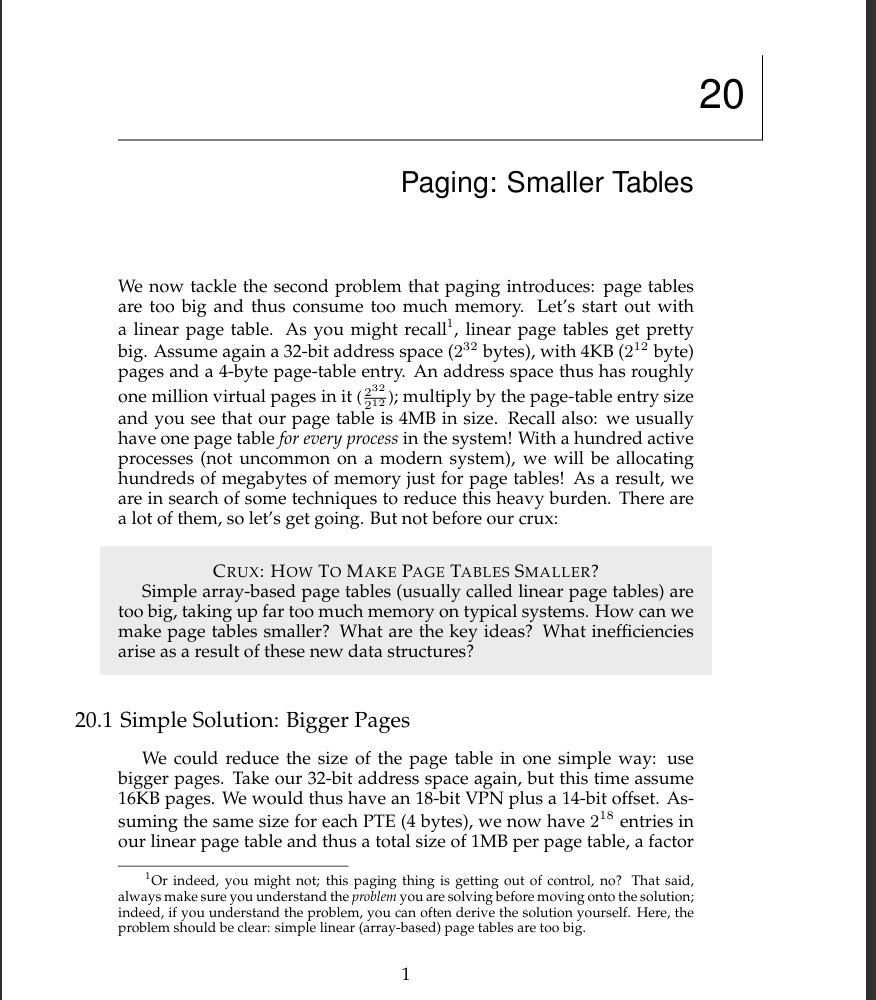 20
Paging: Smaller Tables
We now tackle the second problem that paging introduces: page tables
are too big and thus consume too much memory. Let's start out with
a linear page table. As you might recall¹, linear page tables get pretty
big. Assume again a 32-bit address space (2³² bytes), with 4KB (2¹² byte)
pages and a 4-byte page-table entry. An address space thus has roughly
one million virtual pages in it (2³²/2¹²); multiply by the page-table entry size
and you see that our page table is 4MB in size. Recall also: we usually
have one page table for every process in the system! With a hundred active
processes (not uncommon on a modern system), we will be allocating
hundreds of megabytes of memory just for page tables! As a result, we
are in search of some techniques to reduce this heavy burden. There are
a lot of them, so let's get going. But not before our crux:
CRUX: HOW TO MAKE PAGE TABLES SMALLER?
Simple array-based page tables (usually called linear page tables) are
too big, taking up far too much memory on typical systems. How can we
make page tables smaller? What are the key ideas? What inefficiencies
arise as a result of these new data structures?
20.1 Simple Solution: Bigger Pages
We could reduce the size of the page table in one simple way: use
bigger pages. Take our 32-bit address space again, but this time assume
16KB pages. We would thus have an 18-bit VPN plus a 14-bit offset. As-
suming the same size for each PTE (4 bytes), we now have 2¹⁸ entries in
our linear page table and thus a total size of 1MB per page table, a factor
¹Or indeed, you might not; this paging thing is getting out of control, no? That said,
always make sure you understand the problem you are solving before moving onto the solution;
indeed, if you understand the problem, you can often derive the solution yourself. Here, the
problem should be clear: simple linear (array-based) page tables are too big.
1